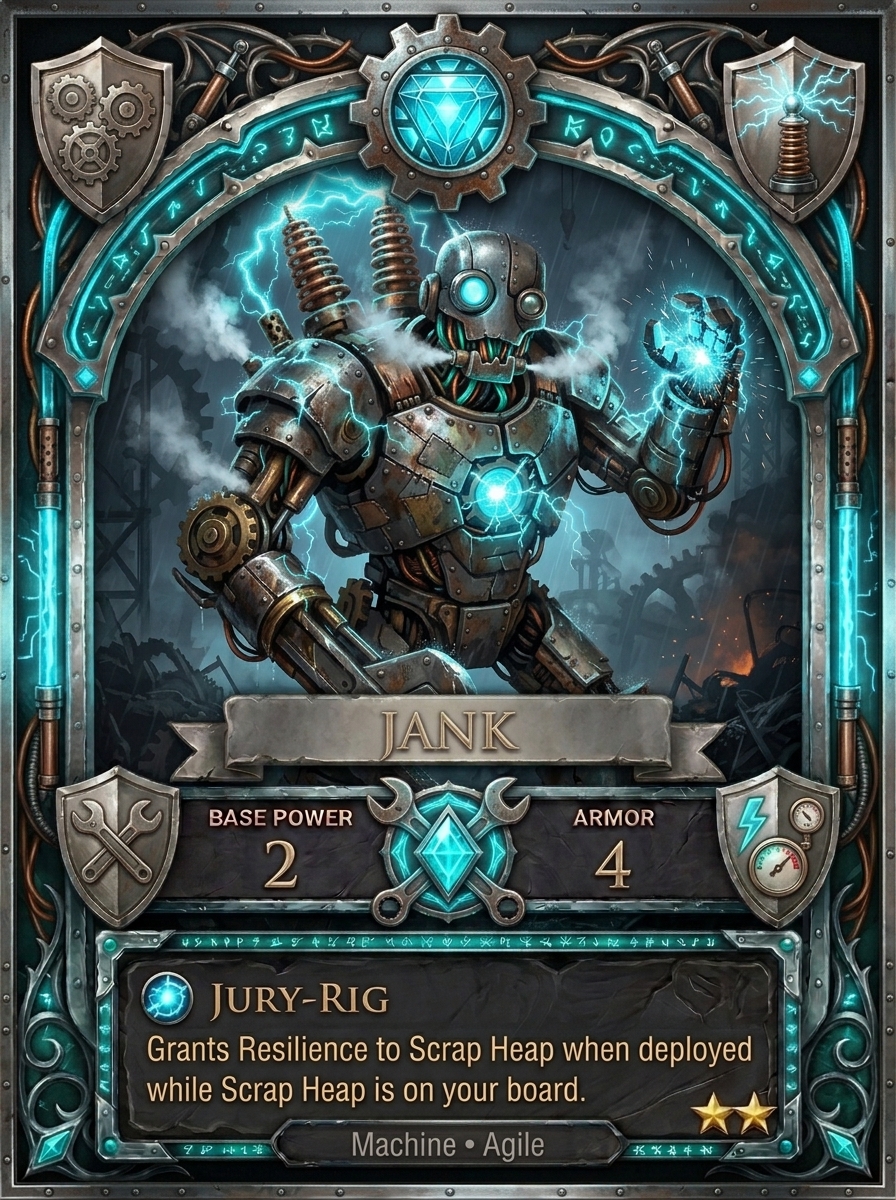 JANK
BASE POWER
2
ARMOR
4
JURY-RIG
Grants Resilience to Scrap Heap when deployed
while Scrap Heap is on your board.
Machine • Agile